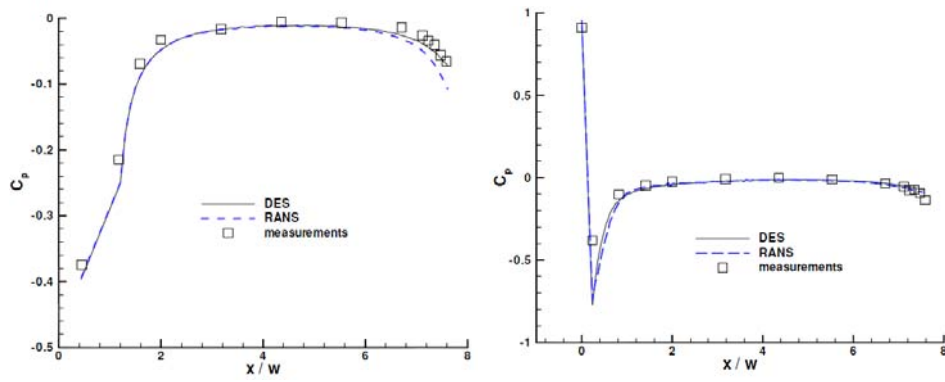 0
-0.1
-0.2
-0.3
-0.4
-0.5
C_p
DES
RANS
measurements
0 2 4 6 8
X / W
1
0.5
0
-0.5
-1
C_p
DES
RANS
measurements
0 2 4 6 8
X / W